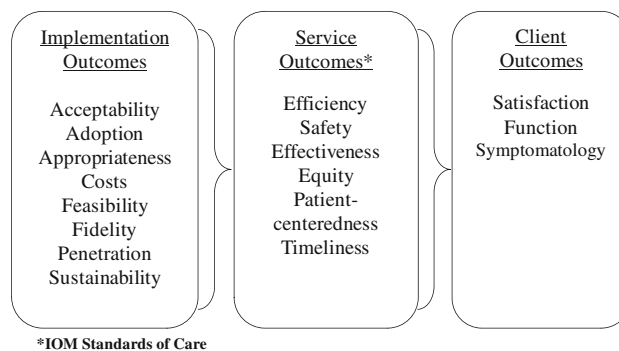 Implementation
Outcomes
Acceptability
Adoption
Appropriateness
Costs
Feasibility
Fidelity
Penetration
Sustainability
Service
Outcomes*
Efficiency
Safety
Effectiveness
Equity
Patient-
centeredness
Timeliness
Client
Outcomes
Satisfaction
Function
Symptomatology
*IOM Standards of Care